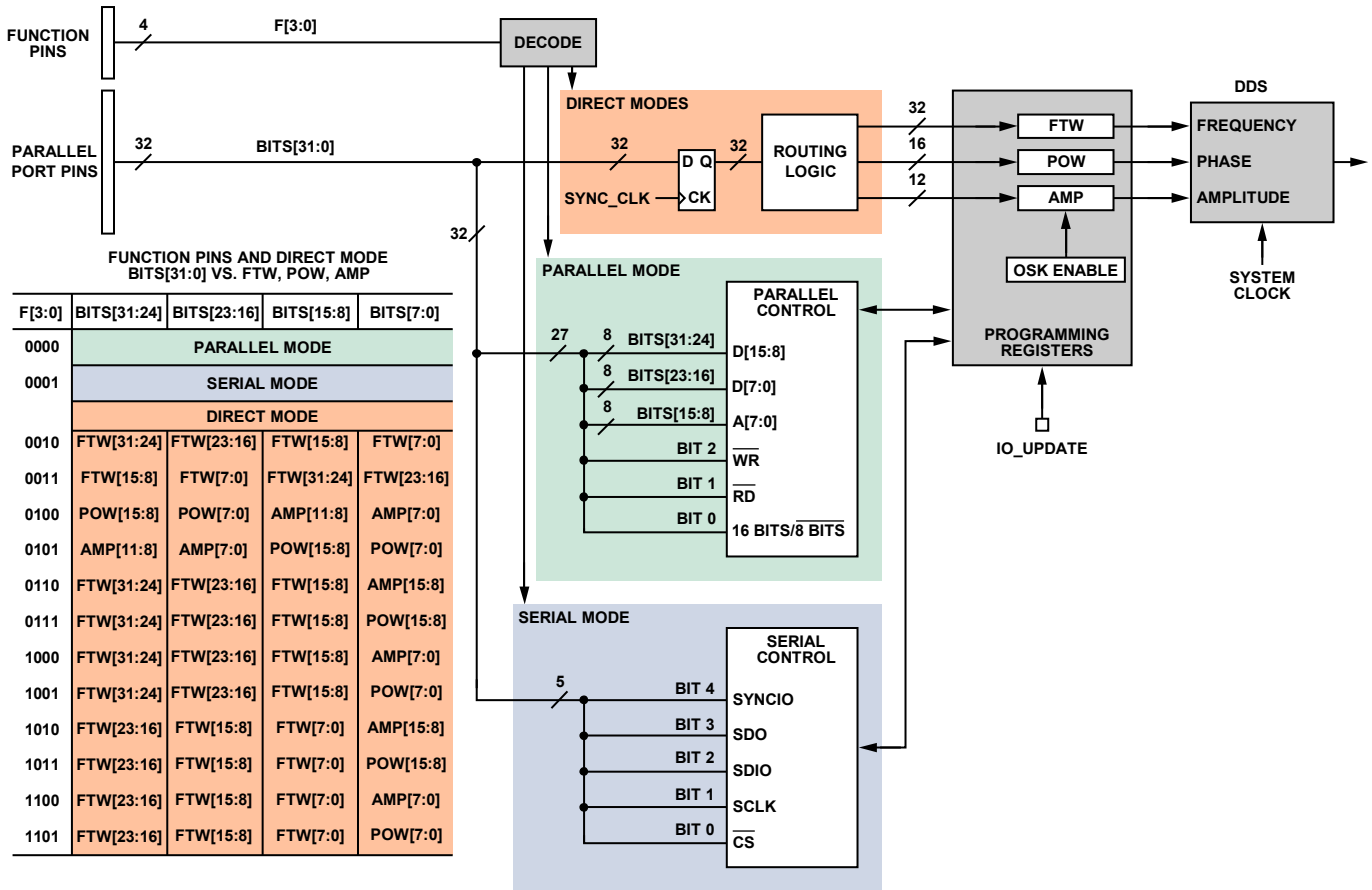 FUNCTION
PINS
4
F[3:0]
DECODE
PARALLEL
PORT PINS
32
BITS[31:0]
32
DIRECT MODES
32
D Q
CK
SYNC_CLK
32
ROUTING
LOGIC
32
16
12
FTW
POW
AMP
OSK ENABLE
PROGRAMMING
REGISTERS
IO_UPDATE
DDS
FREQUENCY
PHASE
AMPLITUDE
SYSTEM
CLOCK
FUNCTION PINS AND DIRECT MODE
BITS[31:0] VS. FTW, POW, AMP
F[3:0] BITS[31:24] BITS[23:16] BITS[15:8] BITS[7:0]
0000 PARALLEL MODE
0001 SERIAL MODE
DIRECT MODE
0010 FTW[31:24] FTW[23:16] FTW[15:8] FTW[7:0]
0011 FTW[15:8] FTW[7:0] FTW[31:24] FTW[23:16]
0100 POW[15:8] POW[7:0] AMP[11:8] AMP[7:0]
0101 AMP[11:8] AMP[7:0] POW[15:8] POW[7:0]
0110 FTW[31:24] FTW[23:16] FTW[15:8] AMP[15:8]
0111 FTW[31:24] FTW[23:16] FTW[15:8] POW[15:8]
1000 FTW[31:24] FTW[23:16] FTW[15:8] AMP[7:0]
1001 FTW[31:24] FTW[23:16] FTW[15:8] POW[7:0]
1010 FTW[23:16] FTW[15:8] FTW[7:0] AMP[15:8]
1011 FTW[23:16] FTW[15:8] FTW[7:0] POW[15:8]
1100 FTW[23:16] FTW[15:8] FTW[7:0] AMP[7:0]
1101 FTW[23:16] FTW[15:8] FTW[7:0] POW[7:0]
PARALLEL MODE
PARALLEL
CONTROL
27
8 BITS[31:24] D[15:8]
8 BITS[23:16] D[7:0]
8 BITS[15:8] A[7:0]
BIT 2 WR
BIT 1 RD
BIT 0 16 BITS/8 BITS
SERIAL MODE
SERIAL
CONTROL
5
BIT 4 SYNCIO
BIT 3 SDO
BIT 2 SDIO
BIT 1 SCLK
BIT 0 CS